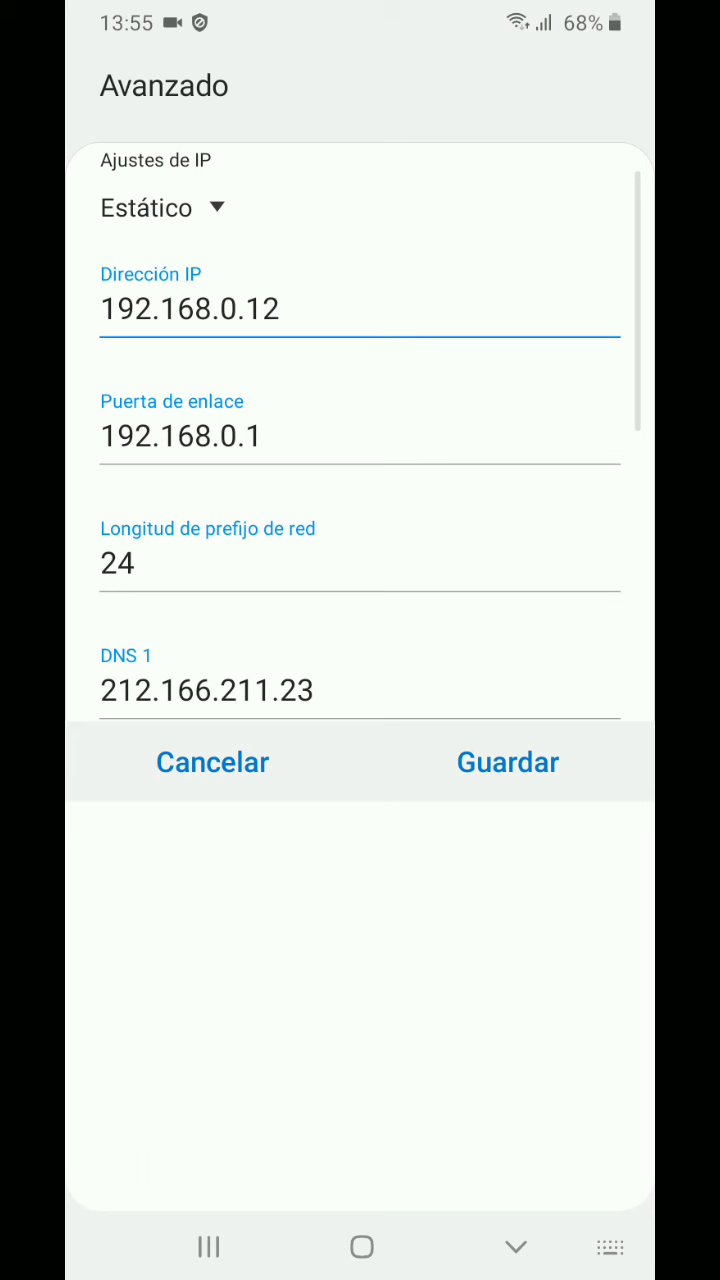 13:55 68%
Avanzado
Ajustes de IP
Estático
Dirección IP
192.168.0.12
Puerta de enlace
192.168.0.1
Longitud de prefijo de red
24
DNS 1
212.166.211.23
Cancelar Guardar